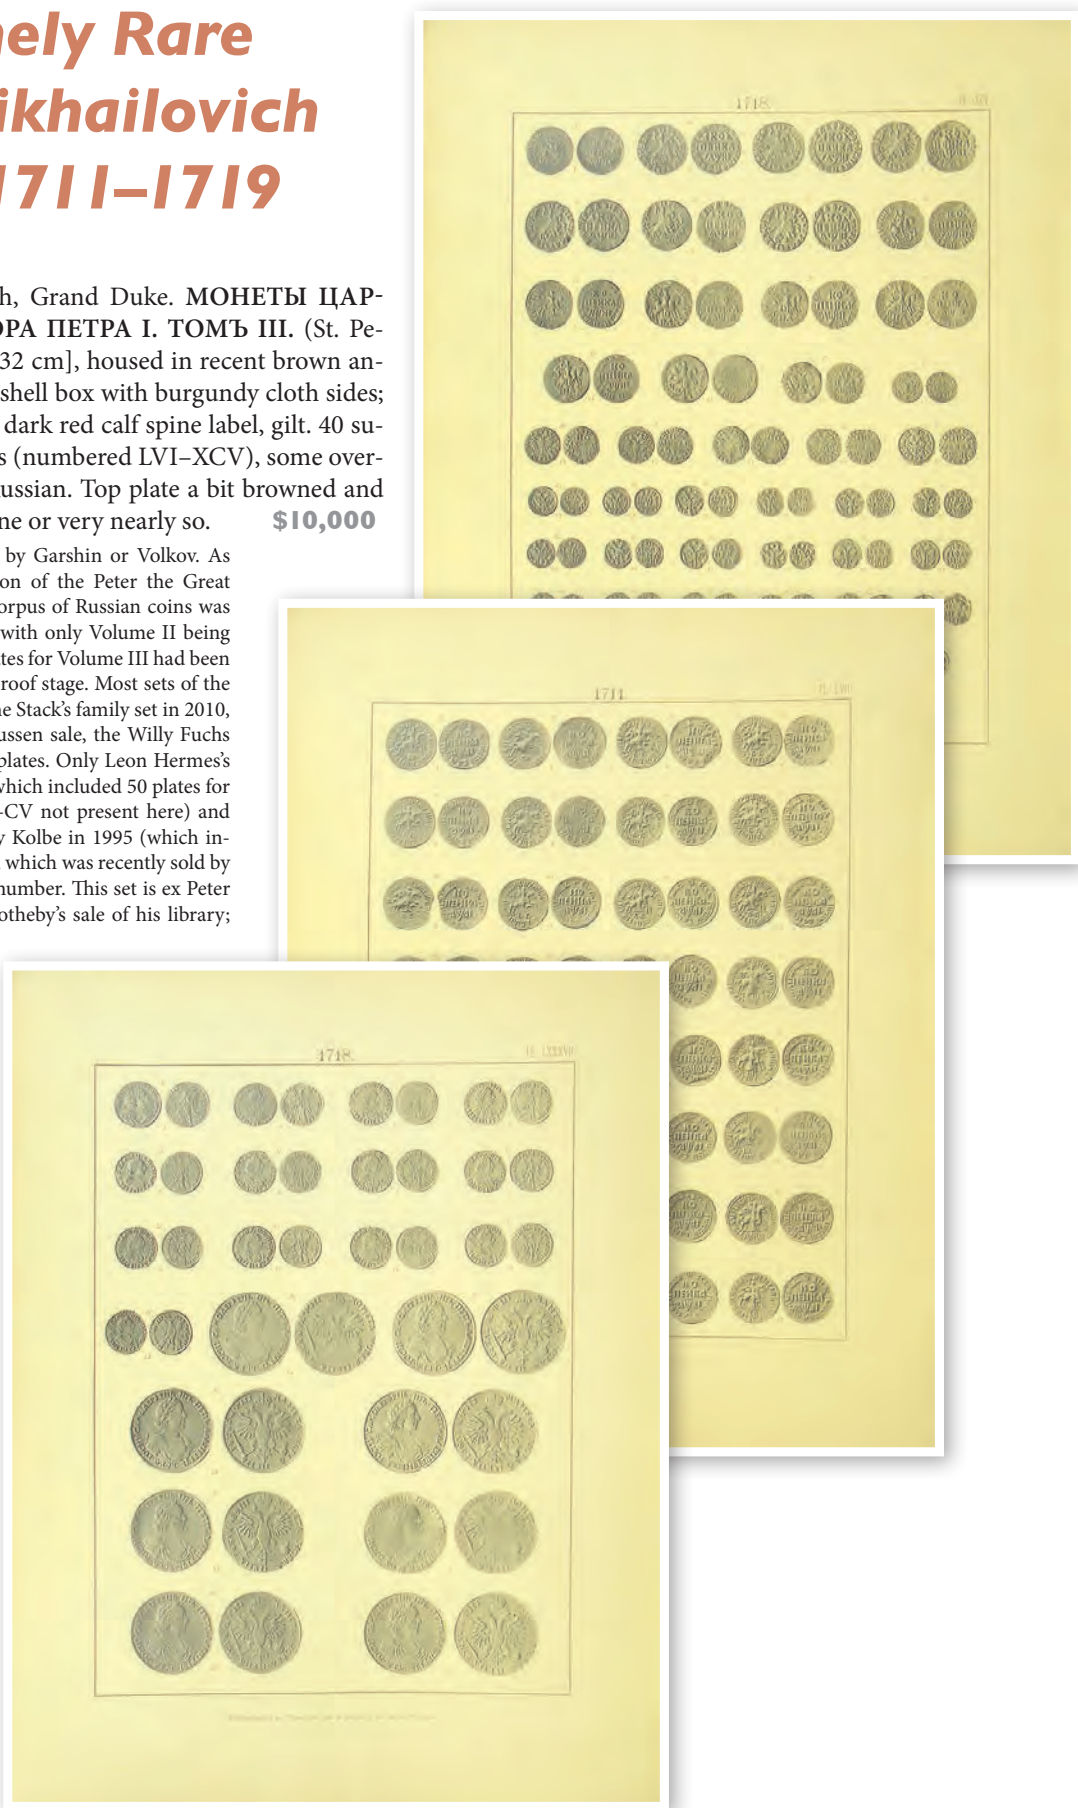 ely Rare
ikhailovich
1711–1719
h, Grand Duke. МОНЕТЫ ЦАР-
ОРА ПЕТРА I. ТОМЪ III. (St. Pe-
32 cm], housed in recent brown an-
shell box with burgundy cloth sides;
dark red calf spine label, gilt. 40 su-
s (numbered LVI–XCV), some over-
ussian. Top plate a bit browned and
ne or very nearly so. $10,000
by Garshin or Volkov. As
on of the Peter the Great
orpus of Russian coins was
with only Volume II being
tes for Volume III had been
roof stage. Most sets of the
ne Stack’s family set in 2010,
ussen sale, the Willy Fuchs
plates. Only Leon Hermes’s
which included 50 plates for
–CV not present here) and
y Kolbe in 1995 (which in-
which was recently sold by
number. This set is ex Peter
otheby’s sale of his library;
1718.
1711.
1718.